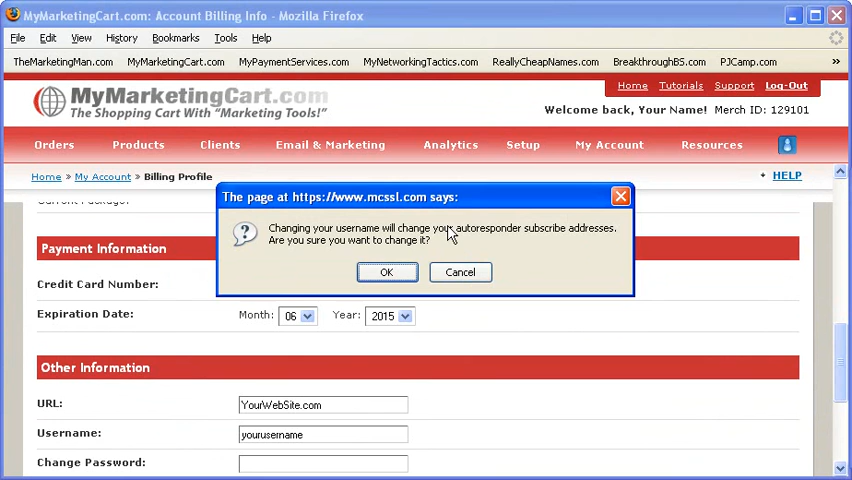 MyMarketingCart.com: Account Billing Info - Mozilla Firefox
File Edit View History Bookmarks Tools Help
TheMarketingMan.com MyMarketingCart.com MyPaymentServices.com MyNetworkingTactics.com ReallyCheapNames.com BreakthroughBS.com PJCamp.com »
Home Tutorials Support Log-Out
MyMarketingCart.com
The Shopping Cart With "Marketing Tools!"
Welcome back, Your Name! Merch ID: 129101
Orders Products Clients Email & Marketing Analytics Setup My Account Resources
Home » My Account » Billing Profile
HELP
The page at https://www.mcssl.com says:
Changing your username will change your autoresponder subscribe addresses.
Are you sure you want to change it?
OK Cancel
Payment Information
Credit Card Number:
Expiration Date: Month: 06 Year: 2015
Other Information
URL: YourWebSite.com
Username: yourusername
Change Password: